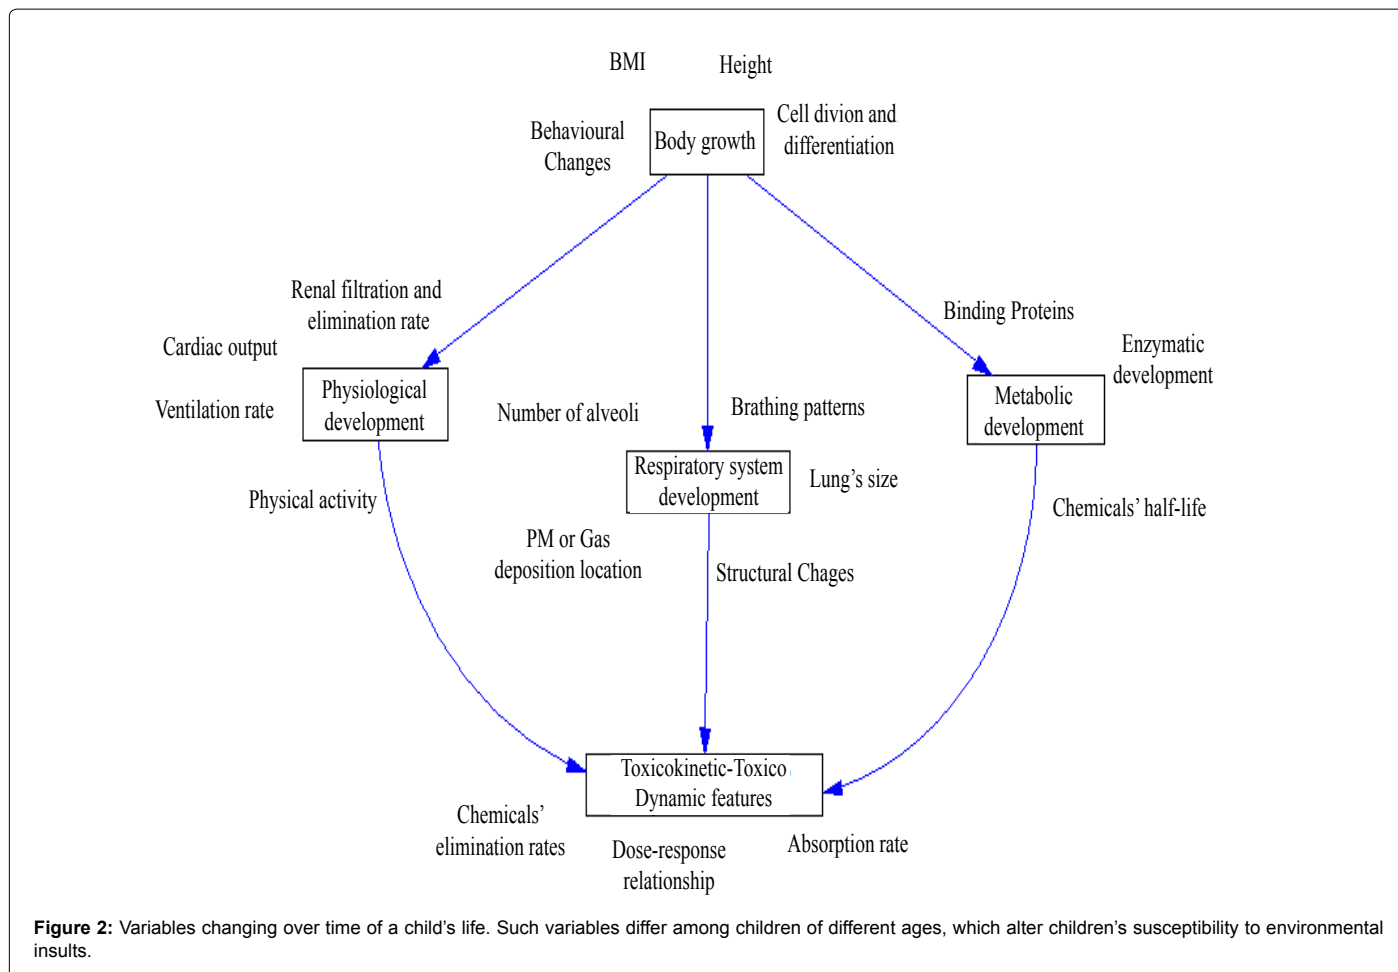 BMI
Height
Behavioural
Changes
Body growth
Cell divion and
differentiation
Renal filtration and
elimination rate
Cardiac output
Ventilation rate
Physiological
development
Physical activity
Number of alveoli
Brathing patterns
Respiratory system
development
Lung's size
PM or Gas
deposition location
Structural Chages
Binding Proteins
Enzymatic
development
Metabolic
development
Chemicals' half-life
Toxicokinetic-Toxico
Dynamic features
Chemicals'
elimination rates
Dose-response
relationship
Absorption rate
Figure 2: Variables changing over time of a child's life. Such variables differ among children of different ages, which alter children's susceptibility to environmental
insults.